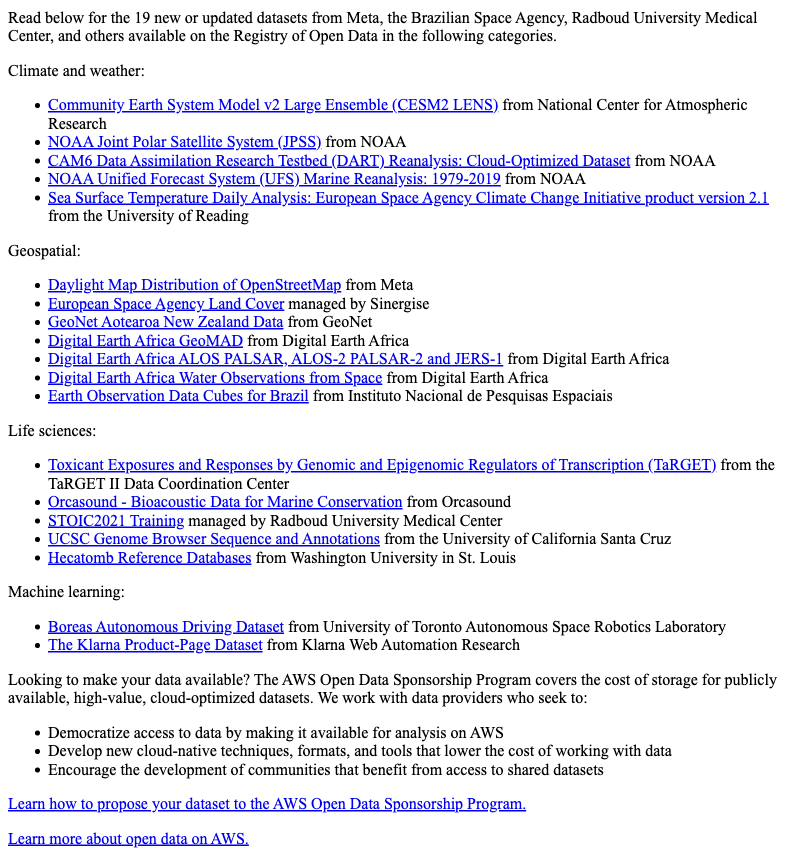 Read below for the 19 new or updated datasets from Meta, the Brazilian Space Agency, Radboud University Medical
Center, and others available on the Registry of Open Data in the following categories.
Climate and weather:
• Community Earth System Model v2 Large Ensemble (CESM2 LENS) from National Center for Atmospheric
Research
• NOAA Joint Polar Satellite System (JPSS) from NOAA
• CAM6 Data Assimilation Research Testbed (DART) Reanalysis: Cloud-Optimized Dataset from NOAA
• NOAA Unified Forecast System (UFS) Marine Reanalysis: 1979-2019 from NOAA
• Sea Surface Temperature Daily Analysis: European Space Agency Climate Change Initiative product version 2.1
from the University of Reading
Geospatial:
• Daylight Map Distribution of OpenStreetMap from Meta
• European Space Agency Land Cover managed by Sinergise
• GeoNet Aotearoa New Zealand Data from GeoNet
• Digital Earth Africa GeoMAD from Digital Earth Africa
• Digital Earth Africa ALOS PALSAR, ALOS-2 PALSAR-2 and JERS-1 from Digital Earth Africa
• Digital Earth Africa Water Observations from Space from Digital Earth Africa
• Earth Observation Data Cubes for Brazil from Instituto Nacional de Pesquisas Espaciais
Life sciences:
• Toxicant Exposures and Responses by Genomic and Epigenomic Regulators of Transcription (TaRGET) from the
TaRGET II Data Coordination Center
• Orcasound - Bioacoustic Data for Marine Conservation from Orcasound
• STOIC2021 Training managed by Radboud University Medical Center
• UCSC Genome Browser Sequence and Annotations from the University of California Santa Cruz
• Hecatomb Reference Databases from Washington University in St. Louis
Machine learning:
• Boreas Autonomous Driving Dataset from University of Toronto Autonomous Space Robotics Laboratory
• The Klarna Product-Page Dataset from Klarna Web Automation Research
Looking to make your data available? The AWS Open Data Sponsorship Program covers the cost of storage for publicly
available, high-value, cloud-optimized datasets. We work with data providers who seek to:
• Democratize access to data by making it available for analysis on AWS
• Develop new cloud-native techniques, formats, and tools that lower the cost of working with data
• Encourage the development of communities that benefit from access to shared datasets
Learn how to propose your dataset to the AWS Open Data Sponsorship Program.
Learn more about open data on AWS.